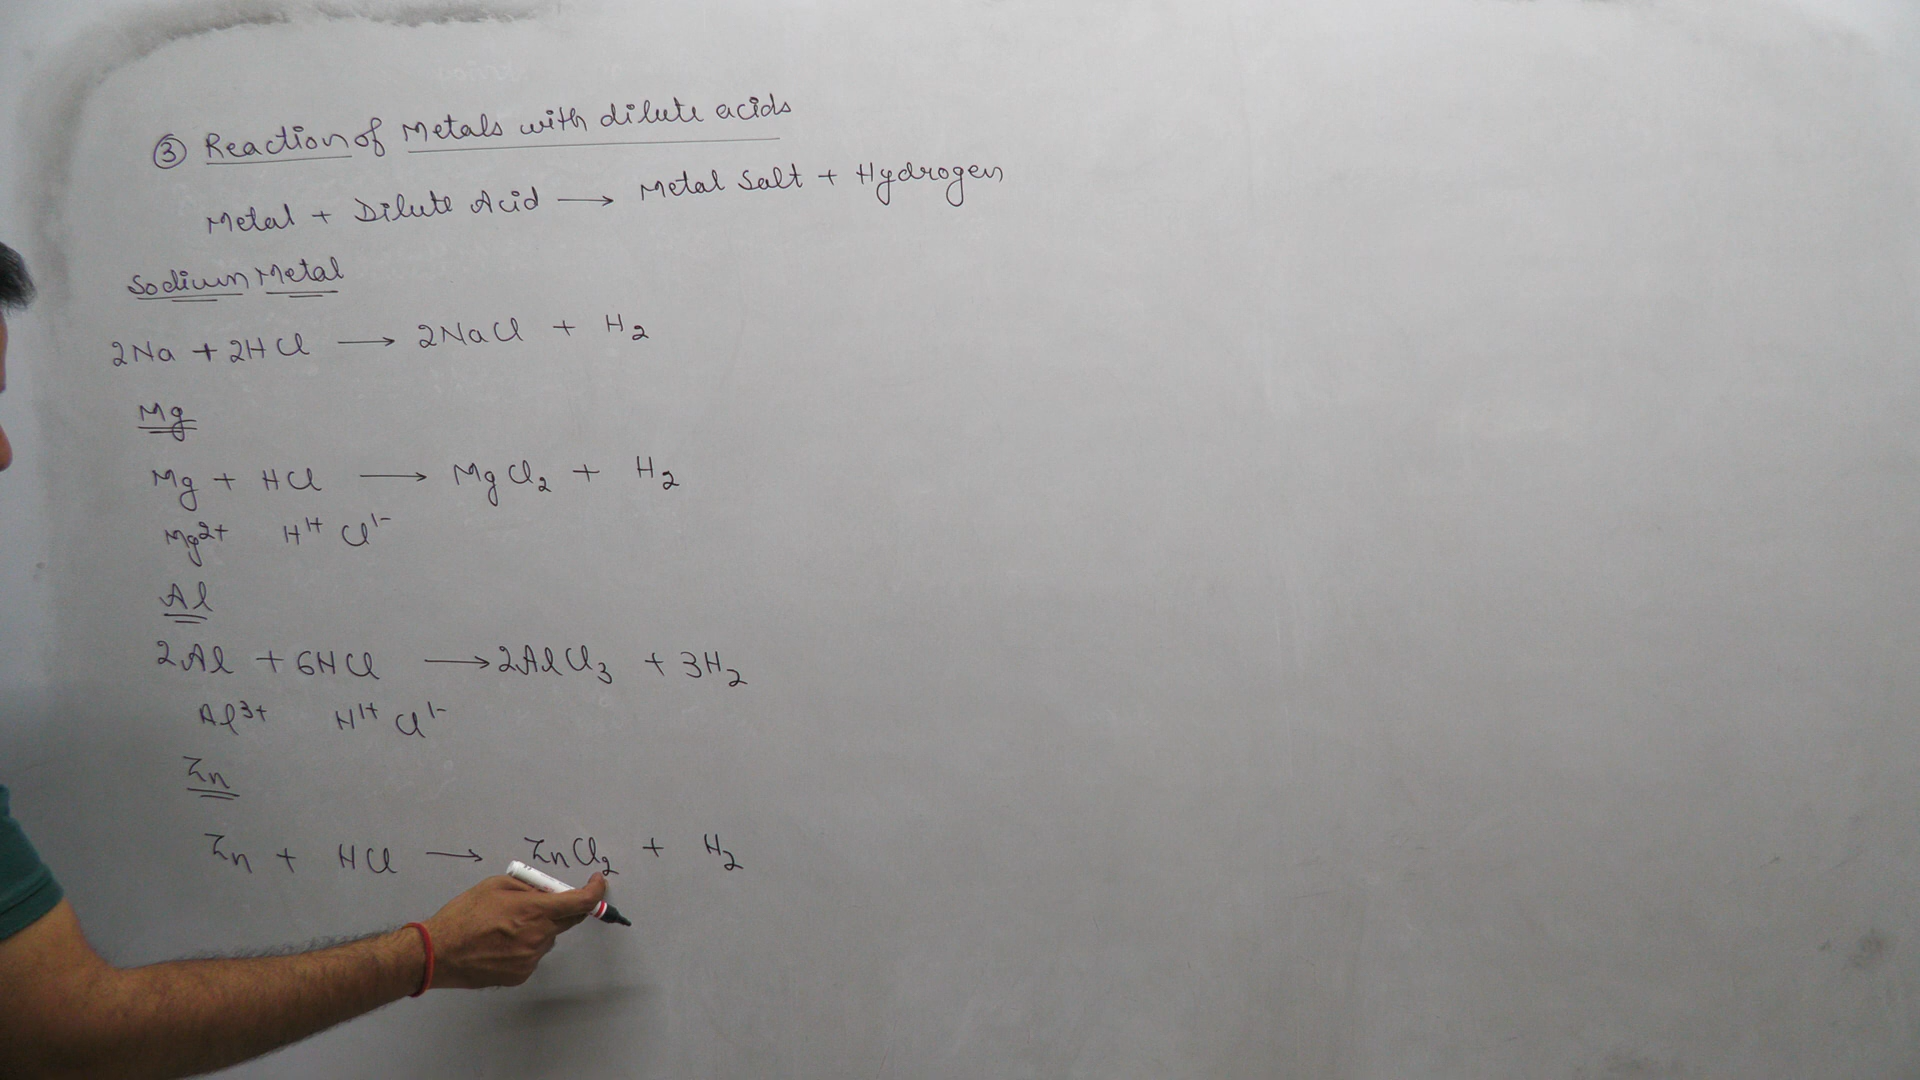 ③ Reaction of Metals with dilute acids
Metal + Dilute Acid → Metal Salt + Hydrogen
Sodium Metal
2Na + 2HCl → 2NaCl + H₂
Mg
Mg + HCl → MgCl₂ + H₂
Mg²⁺ H¹⁺ Cl¹⁻
Al
2Al + 6HCl → 2AlCl₃ + 3H₂
Al³⁺ H¹⁺ Cl¹⁻
Zn
Zn + HCl → ZnCl₂ + H₂